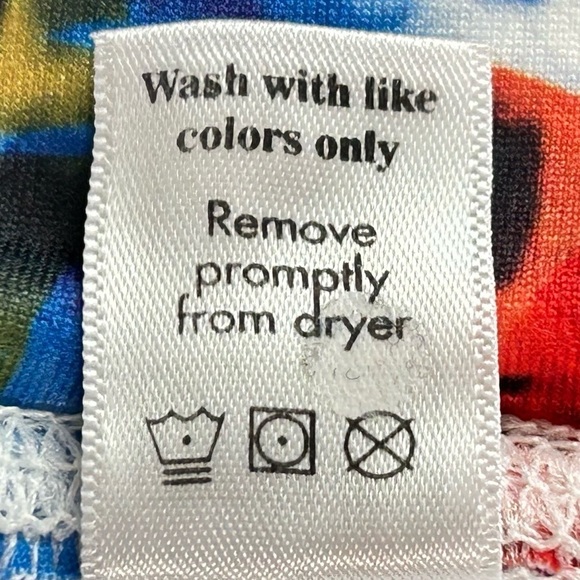 Wash with like
colors only
Remove
promptly
from dryer